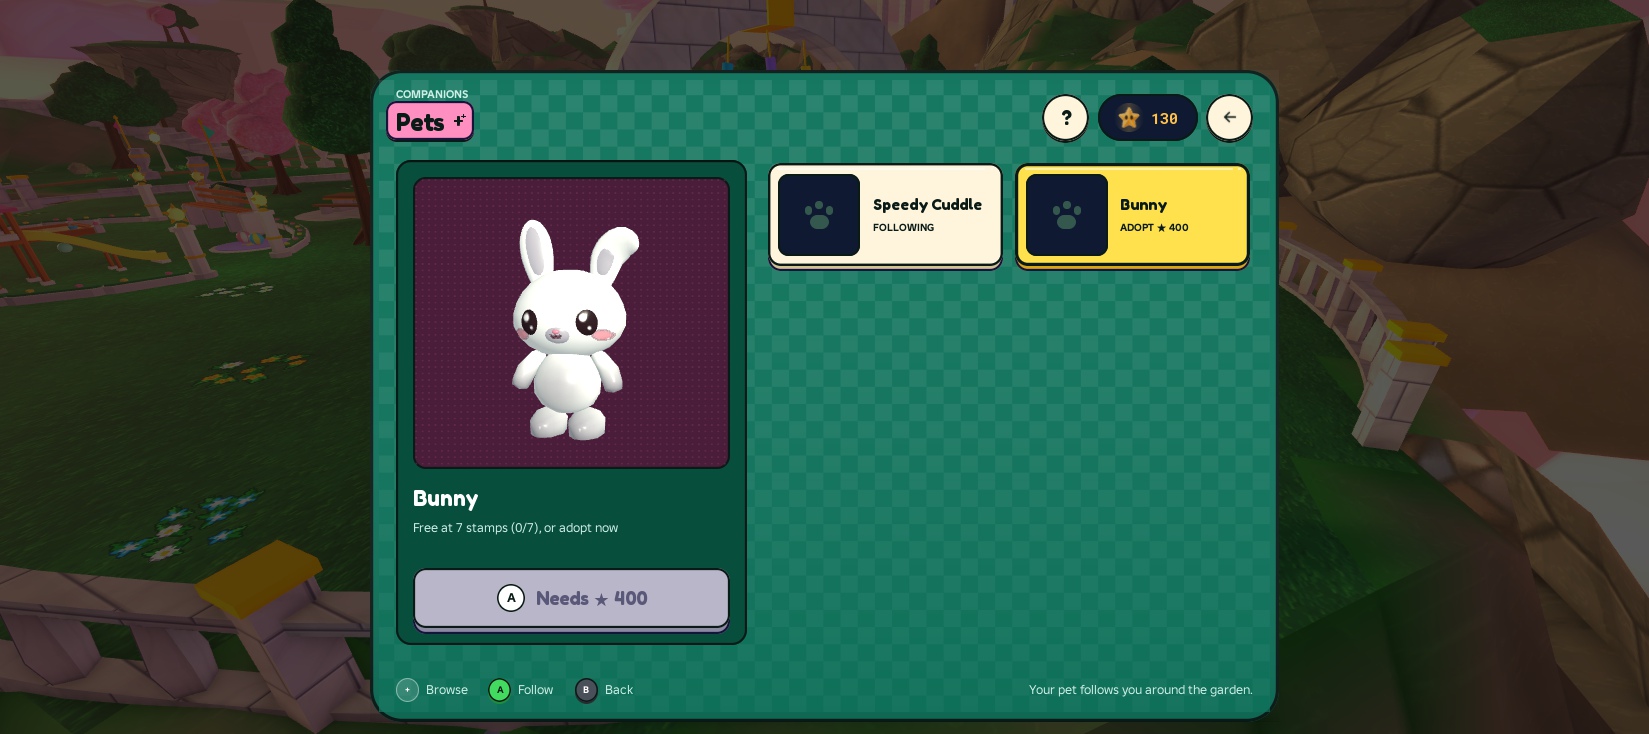 COMPANIONS
Pets
?
130
Speedy Cuddle
FOLLOWING
Bunny
ADOPT ★ 400
Bunny
Free at 7 stamps (0/7), or adopt now
A Needs ★ 400
+ Browse A Follow B Back
Your pet follows you around the garden.